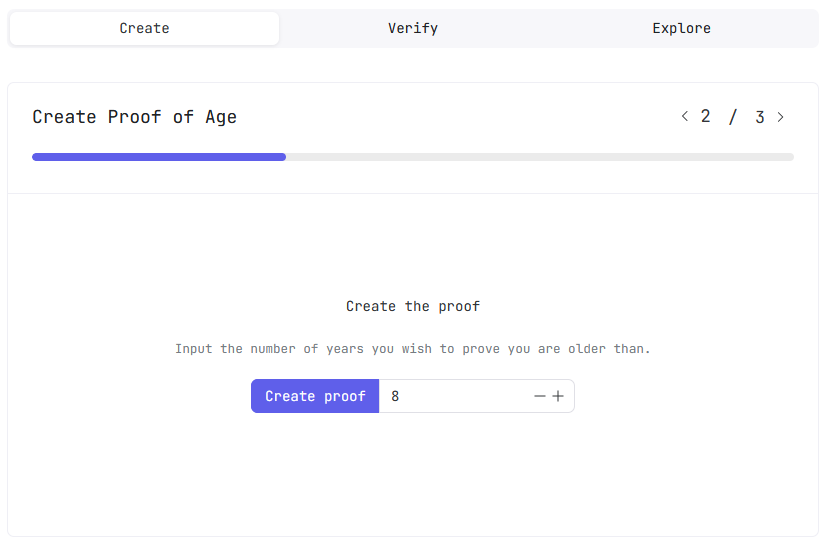 Create Verify Explore
Create Proof of Age < 2 / 3 >
Create the proof
Input the number of years you wish to prove you are older than.
Create proof 8 — +